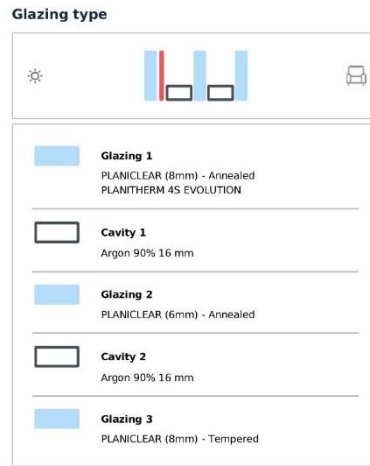 Glazing type
Glazing 1
PLANICLEAR (8mm) - Annealed
PLANITHERM 4S EVOLUTION
Cavity 1
Argon 90% 16 mm
Glazing 2
PLANICLEAR (6mm) - Annealed
Cavity 2
Argon 90% 16 mm
Glazing 3
PLANICLEAR (8mm) - Tempered